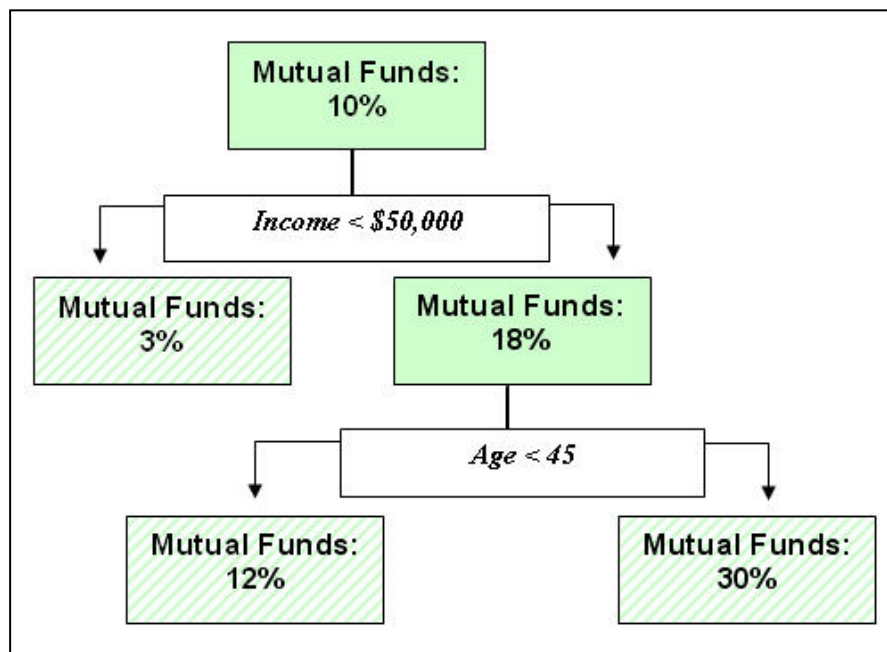 Mutual Funds:
10%
Income < $50,000
Mutual Funds:
3%
Mutual Funds:
18%
Age < 45
Mutual Funds:
12%
Mutual Funds:
30%